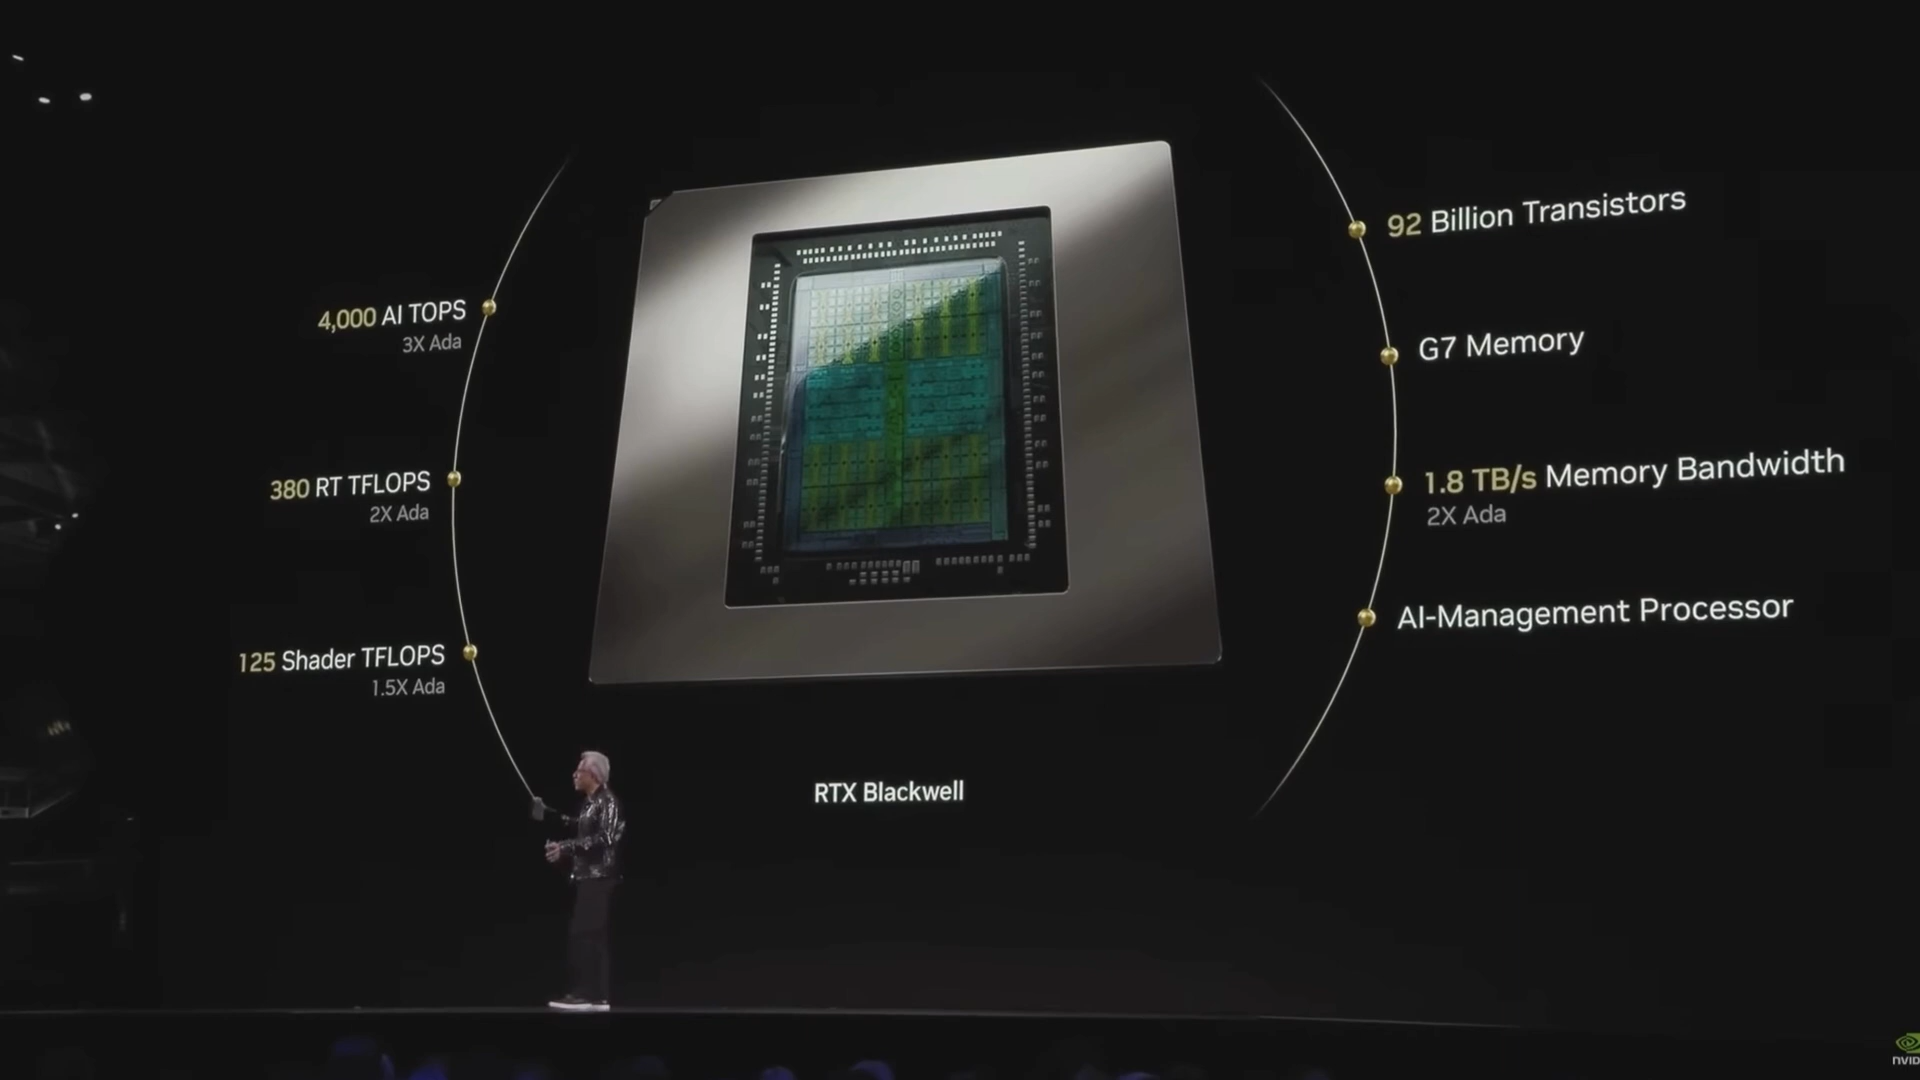 4,000 AI TOPS
3X Ada
380 RT TFLOPS
2X Ada
125 Shader TFLOPS
1.5X Ada
92 Billion Transistors
G7 Memory
1.8 TB/s Memory Bandwidth
2X Ada
AI-Management Processor
RTX Blackwell
NVID